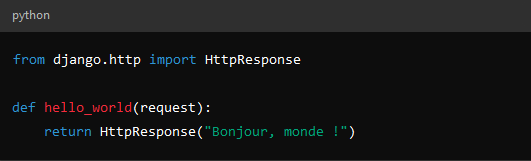 python
from django.http import HttpResponse
def hello_world(request):
    return HttpResponse("Bonjour, monde !")